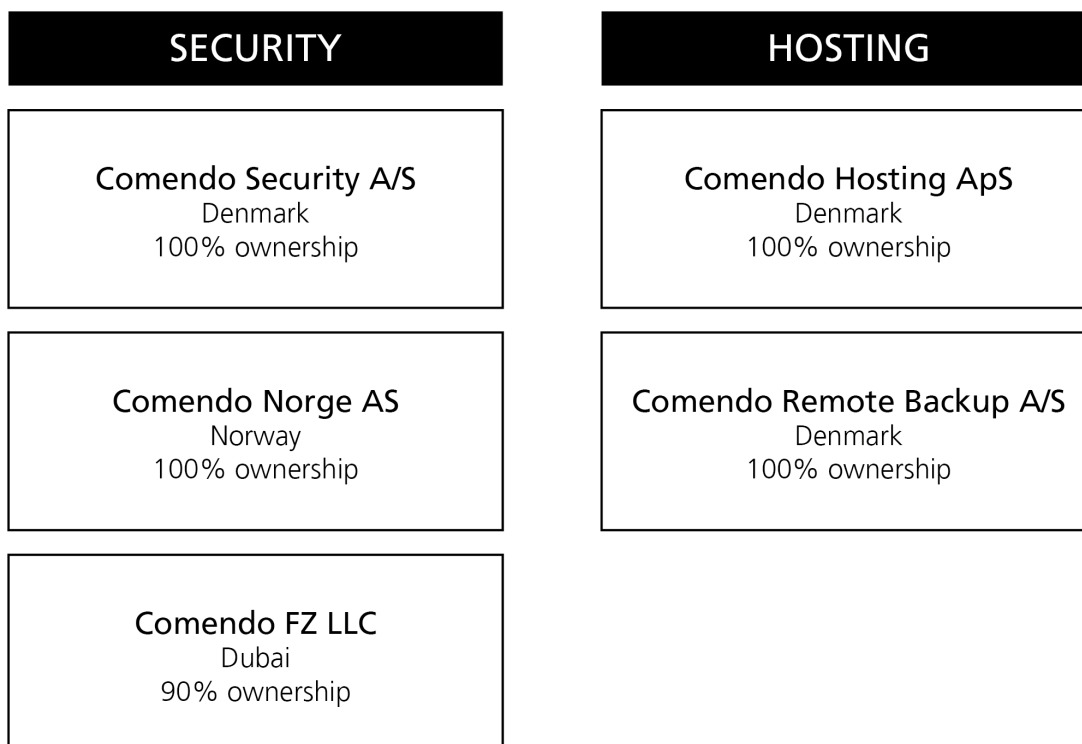 SECURITY
Comendo Security A/S
Denmark
100% ownership
Comendo Norge AS
Norway
100% ownership
Comendo FZ LLC
Dubai
90% ownership
HOSTING
Comendo Hosting ApS
Denmark
100% ownership
Comendo Remote Backup A/S
Denmark
100% ownership